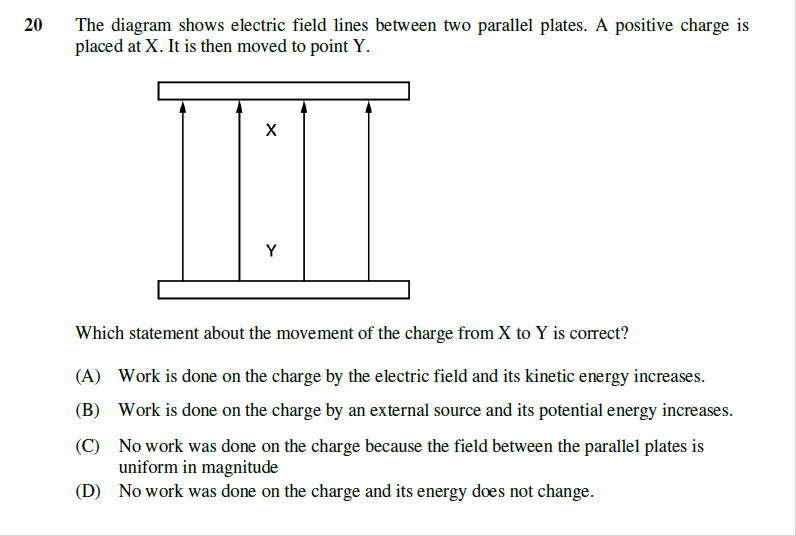 20 The diagram shows electric field lines between two parallel plates. A positive charge is
placed at X. It is then moved to point Y.
X
Y
Which statement about the movement of the charge from X to Y is correct?
(A) Work is done on the charge by the electric field and its kinetic energy increases.
(B) Work is done on the charge by an external source and its potential energy increases.
(C) No work was done on the charge because the field between the parallel plates is
uniform in magnitude
(D) No work was done on the charge and its energy does not change.